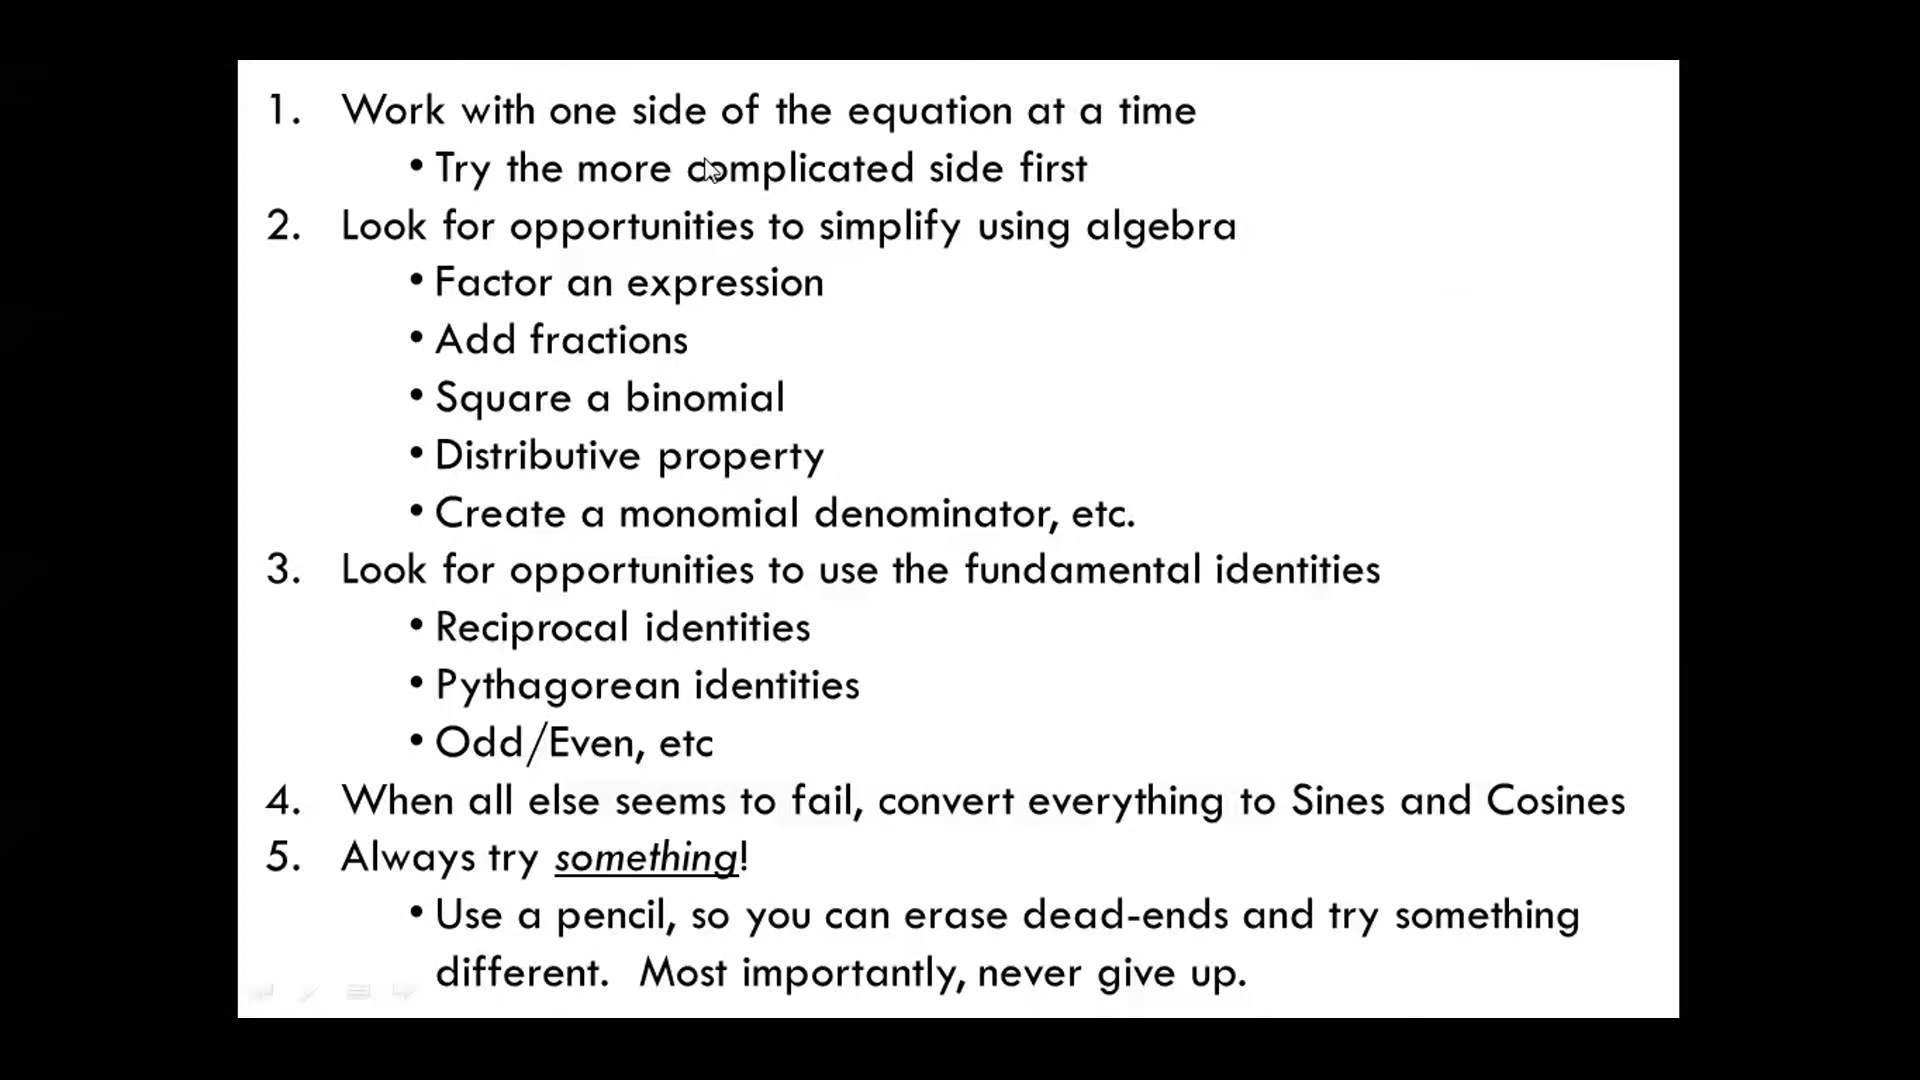 1. Work with one side of the equation at a time
• Try the more complicated side first
2. Look for opportunities to simplify using algebra
• Factor an expression
• Add fractions
• Square a binomial
• Distributive property
• Create a monomial denominator, etc.
3. Look for opportunities to use the fundamental identities
• Reciprocal identities
• Pythagorean identities
• Odd/Even, etc
4. When all else seems to fail, convert everything to Sines and Cosines
5. Always try something!
• Use a pencil, so you can erase dead-ends and try something
different. Most importantly, never give up.